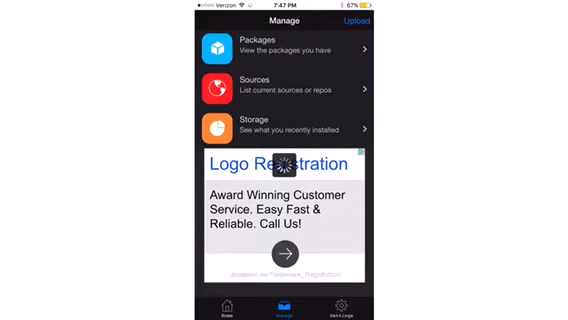 Verizon 7:47 PM 67%
Manage Upload
Packages
View the packages you have
Sources
List current sources or repos
Storage
See what you recently installed
Logo Registration
Award Winning Customer
Service. Easy Fast &
Reliable. Call Us!
Home Manage Settings